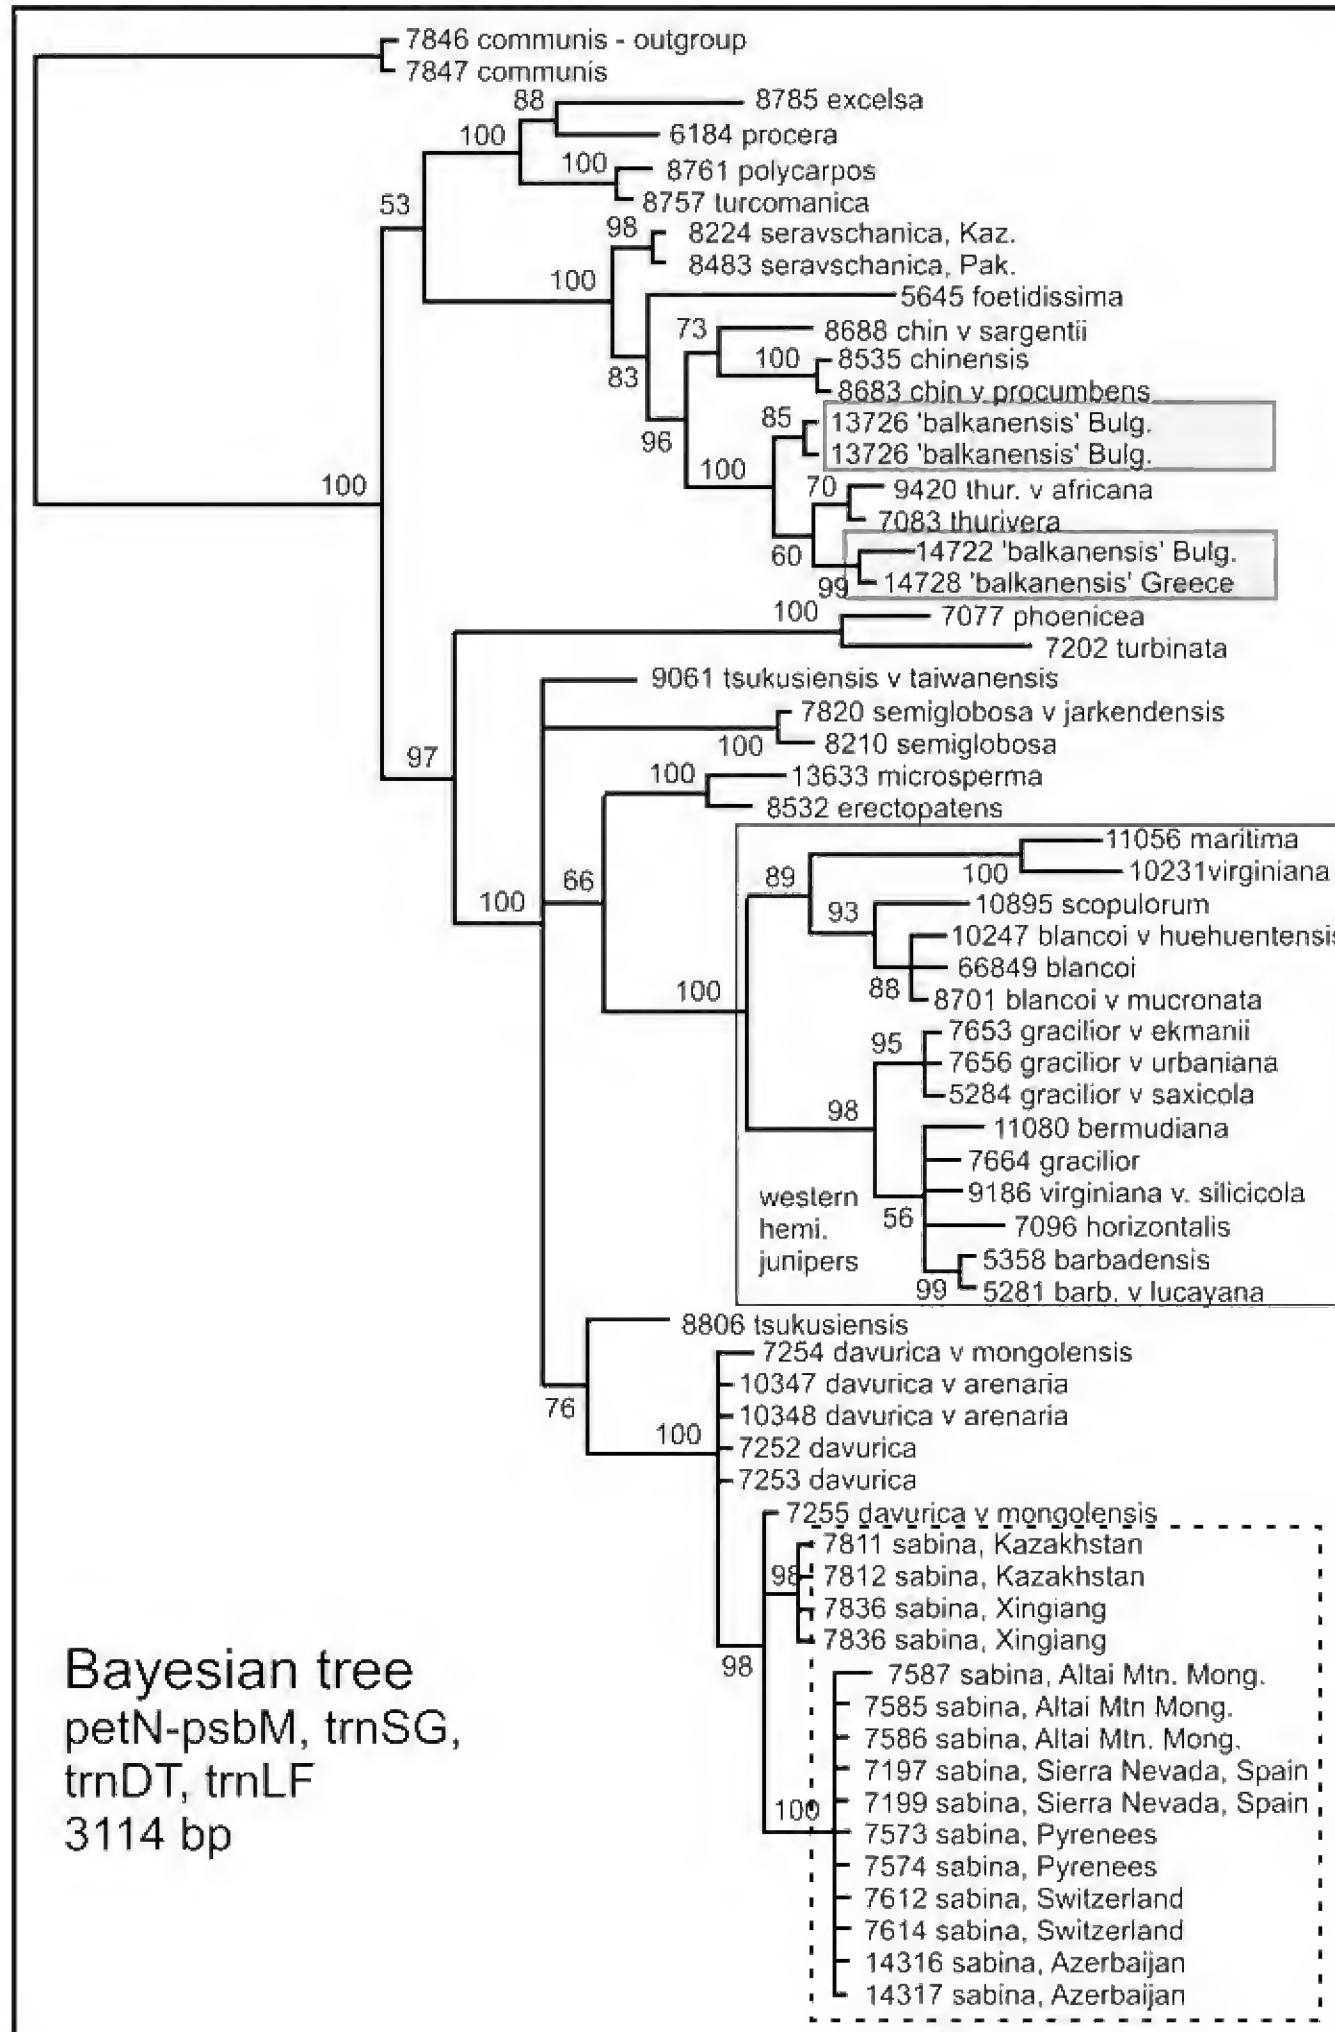 7846 communis - outgroup
7847 communis
88
8785 excelsa
100
6184 procera
100
8761 polycarpos
8757 turcomanica
53
98
8224 seravschanica, Kaz.
8483 seravschanica, Pak.
100
5645 foetidissima
73
8688 chin v sargentii
100
8535 chinensis
83
8683 chin v procumbens
85
13726 'balkanensis' Bulg.
96
13726 'balkanensis' Bulg.
100
100
70
9420 thur. v africana
7083 thurivera
60
14722 'balkanensis' Bulg.
99
14728 'balkanensis' Greece
100
7077 phoenicea
7202 turbinata
9061 tsukusiensis v taiwanensis
7820 semiglobosa v jarkendensis
100
8210 semiglobosa
97
100
13633 microsperma
8532 erectopatens
11056 maritima
66
89
100
10231virginiana
100
93
10895 scopulorum
10247 blancoi v huehuentensis
66849 blancoi
100
88
8701 blancoi v mucronata
7653 gracilior v ekmanii
95
7656 gracilior v urbaniana
5284 gracilior v saxicola
98
11080 bermudiana
7664 gracilior
9186 virginiana v. silicicola
56
7096 horizontalis
western
hemi.
junipers
5358 barbadensis
99
5281 barb. v lucayana
8806 tsukusiensis
7254 davurica v mongolensis
76
10347 davurica v arenaria
10348 davurica v arenaria
100
7252 davurica
7253 davurica
7255 davurica v mongolensis
7811 sabina, Kazakhstan
98
7812 sabina, Kazakhstan
7836 sabina, Xingiang
7836 sabina, Xingiang
98
7587 sabina, Altai Mtn. Mong.
7585 sabina, Altai Mtn Mong.
7586 sabina, Altai Mtn. Mong.
7197 sabina, Sierra Nevada, Spain
100
7199 sabina, Sierra Nevada, Spain
7573 sabina, Pyrenees
7574 sabina, Pyrenees
7612 sabina, Switzerland
7614 sabina, Switzerland
14316 sabina, Azerbaijan
14317 sabina, Azerbaijan
Bayesian tree
petN-psbM, trnSG,
trnDT, trnLF
3114 bp